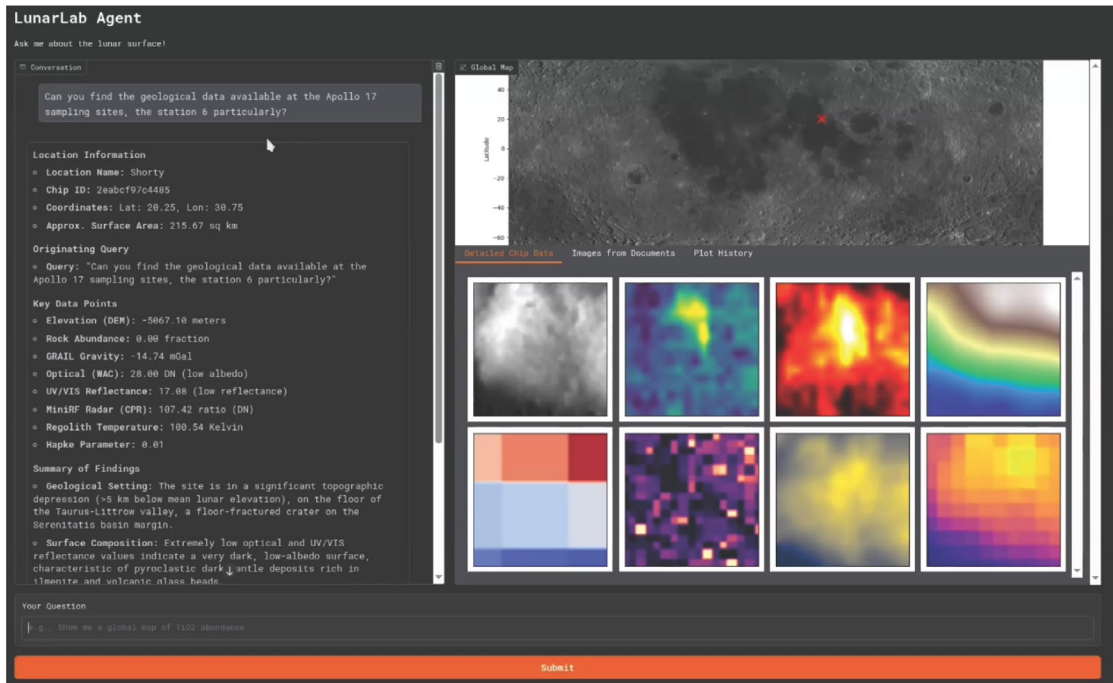 LunarLab Agent
Ask me about the lunar surface!
Conversation
Can you find the geological data available at the Apollo 17
sampling sites, the station 6 particularly?
Location Information
Location Name: Shorty
Chip ID: 2eabcf97c4485
Coordinates: Lat: 20.25, Lon: 30.75
Approx. Surface Area: 215.67 sq km
Originating Query
Query: "Can you find the geological data available at the
Apollo 17 sampling sites, the station 6 particularly?"
Key Data Points
Elevation (DEM): -5067.10 meters
Rock Abundance: 0.00 fraction
GRAIL Gravity: -14.74 mGal
Optical (WAC): 28.00 DN (low albedo)
UV/VIS Reflectance: 17.08 (low reflectance)
MiniRF Radar (CPR): 107.42 ratio (DN)
Regolith Temperature: 100.54 Kelvin
Hapke Parameter: 0.01
Summary of Findings
Geological Setting: The site is in a significant topographic
depression (>5 km below mean lunar elevation), on the floor of
the Taurus-Littrow valley, a floor-fractured crater on the
Serenitatis basin margin.
Surface Composition: Extremely low optical and UV/VIS
reflectance values indicate a very dark, low-albedo surface,
characteristic of pyroclastic dark antle deposits rich in
ilmenite and volcanic glass beads.
Global Map
Latitude
40
20
0
-20
-40
-60
Detailed Chip Data
Images from Documents
Plot History
Your Question
e.g., Show me a global map of TiO2 abundance
Submit